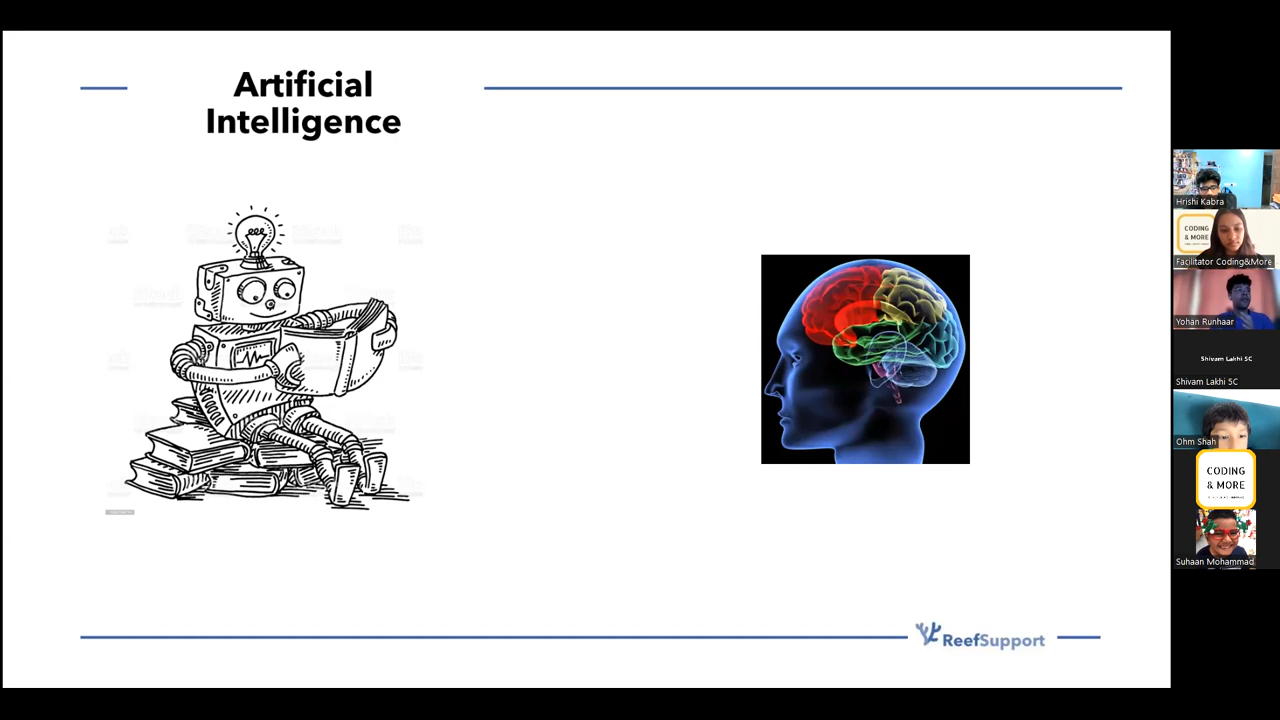 Artificial
Intelligence
ReefSupport
Hrishi Kabra
CODING
& MORE
Facilitator Coding&More
Yohan Runhaar
Shivam Lakhi 5C
Shivam Lakhi 5C
Ohm Shah
CODING
& MORE
Suhaan Mohammad